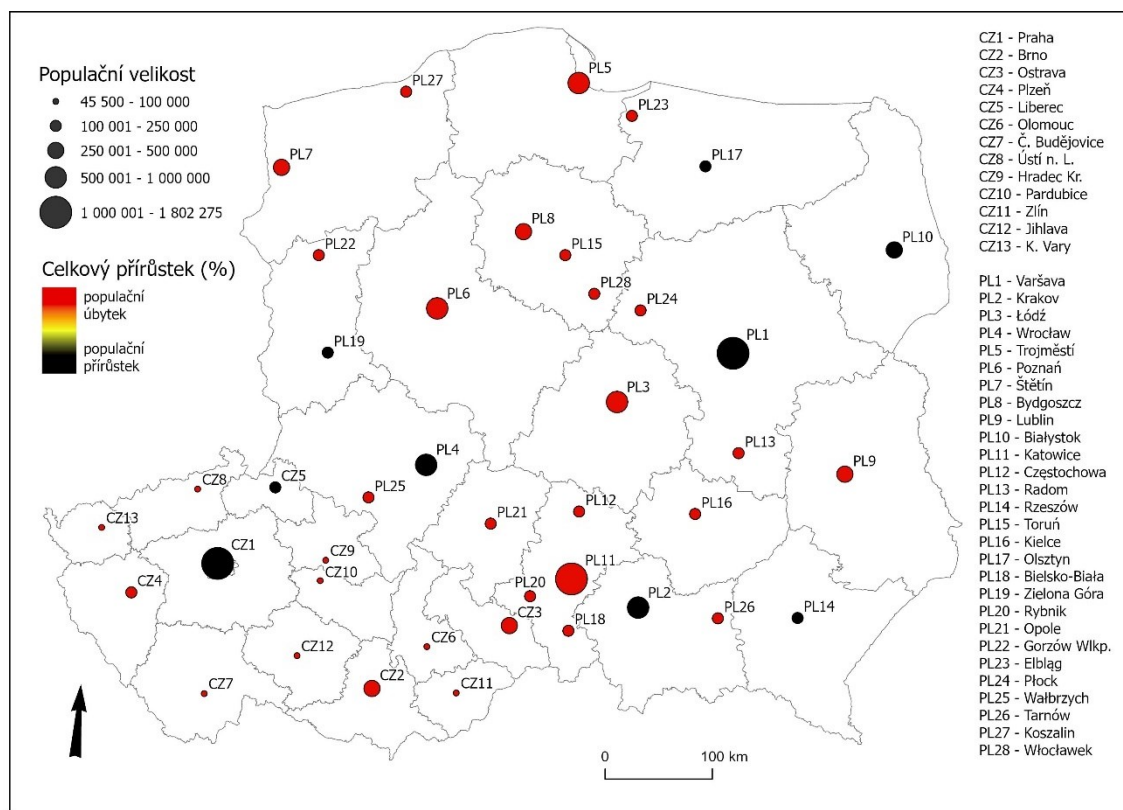 Populační velikost
45 500 - 100 000
100 001 - 250 000
250 001 - 500 000
500 001 - 1 000 000
1 000 001 - 1 802 275
Celkový přírůstek (%)
populační
úbytek
populační
přírůstek
PL27
PL5
PL23
PL17
PL7
PL8
PL10
PL22
PL15
PL28
PL24
PL6
PL1
PL19
PL3
PL13
PL9
PL4
CZ5
CZ8
PL25
PL12
PL16
PL21
CZ13
CZ1
CZ9
CZ10
CZ4
PL11
PL20
PL2
PL26
PL14
CZ3
PL18
CZ6
CZ12
CZ2
CZ11
CZ7
0
100 km
CZ1 - Praha
CZ2 - Brno
CZ3 - Ostrava
CZ4 - Plzeň
CZ5 - Liberec
CZ6 - Olomouc
CZ7 - Č. Budějovice
CZ8 - Ústí n. L.
CZ9 - Hradec Kr.
CZ10 - Pardubice
CZ11 - Zlín
CZ12 - Jihlava
CZ13 - K. Vary
PL1 - Varšava
PL2 - Krakov
PL3 - Łódź
PL4 - Wrocław
PL5 - Trojměstí
PL6 - Poznań
PL7 - Štětín
PL8 - Bydgoszcz
PL9 - Lublin
PL10 - Białystok
PL11 - Katowice
PL12 - Częstochowa
PL13 - Radom
PL14 - Rzeszów
PL15 - Toruń
PL16 - Kielce
PL17 - Olsztyn
PL18 - Bielsko-Biała
PL19 - Zielona Góra
PL20 - Rybnik
PL21 - Opole
PL22 - Gorzów Wlkp.
PL23 - Elbląg
PL24 - Płock
PL25 - Wałbrzych
PL26 - Tarnów
PL27 - Koszalin
PL28 - Włocławek